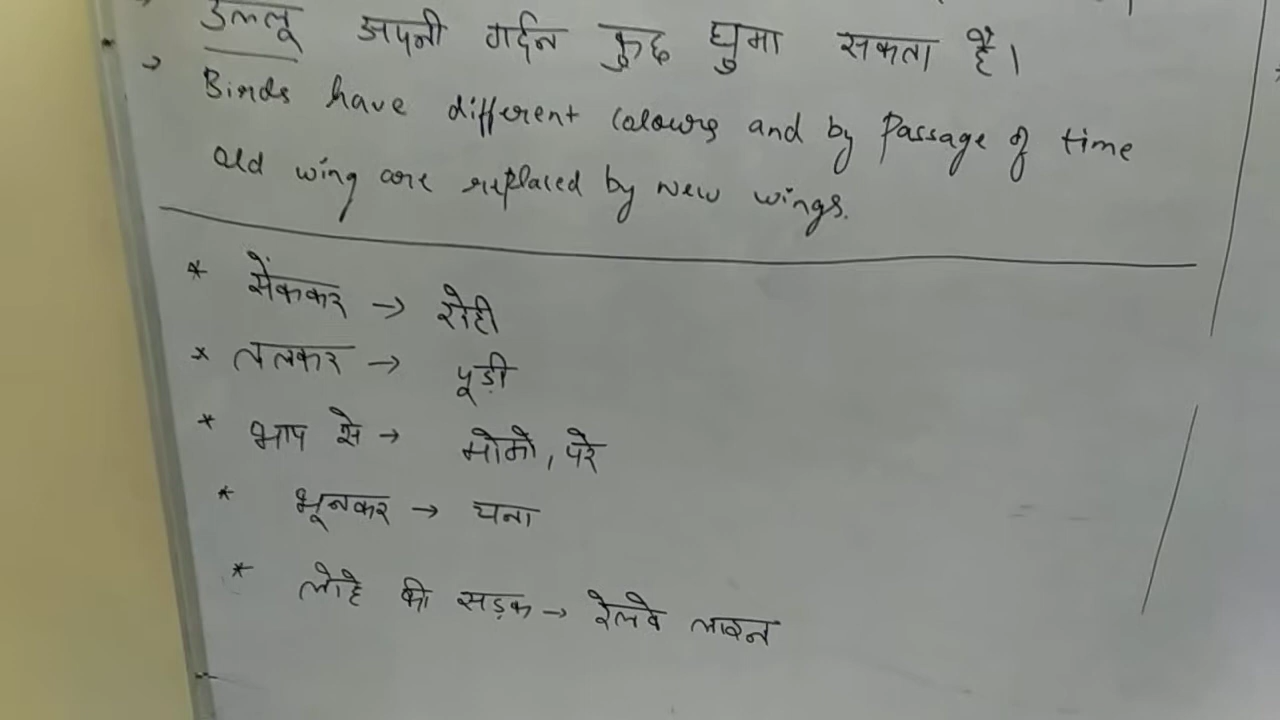 उल्लू अपनी गर्दन कुछ घुमा सकता है।
Birds have different colours and by Passage of time
old wing are replaced by New wings.
* सेंककर → रोटी
* तलकर → पूड़ी
* भाप से → मोमो, परे
* भूनकर → चना
* लोहे की सड़क → रेलवे लाइन